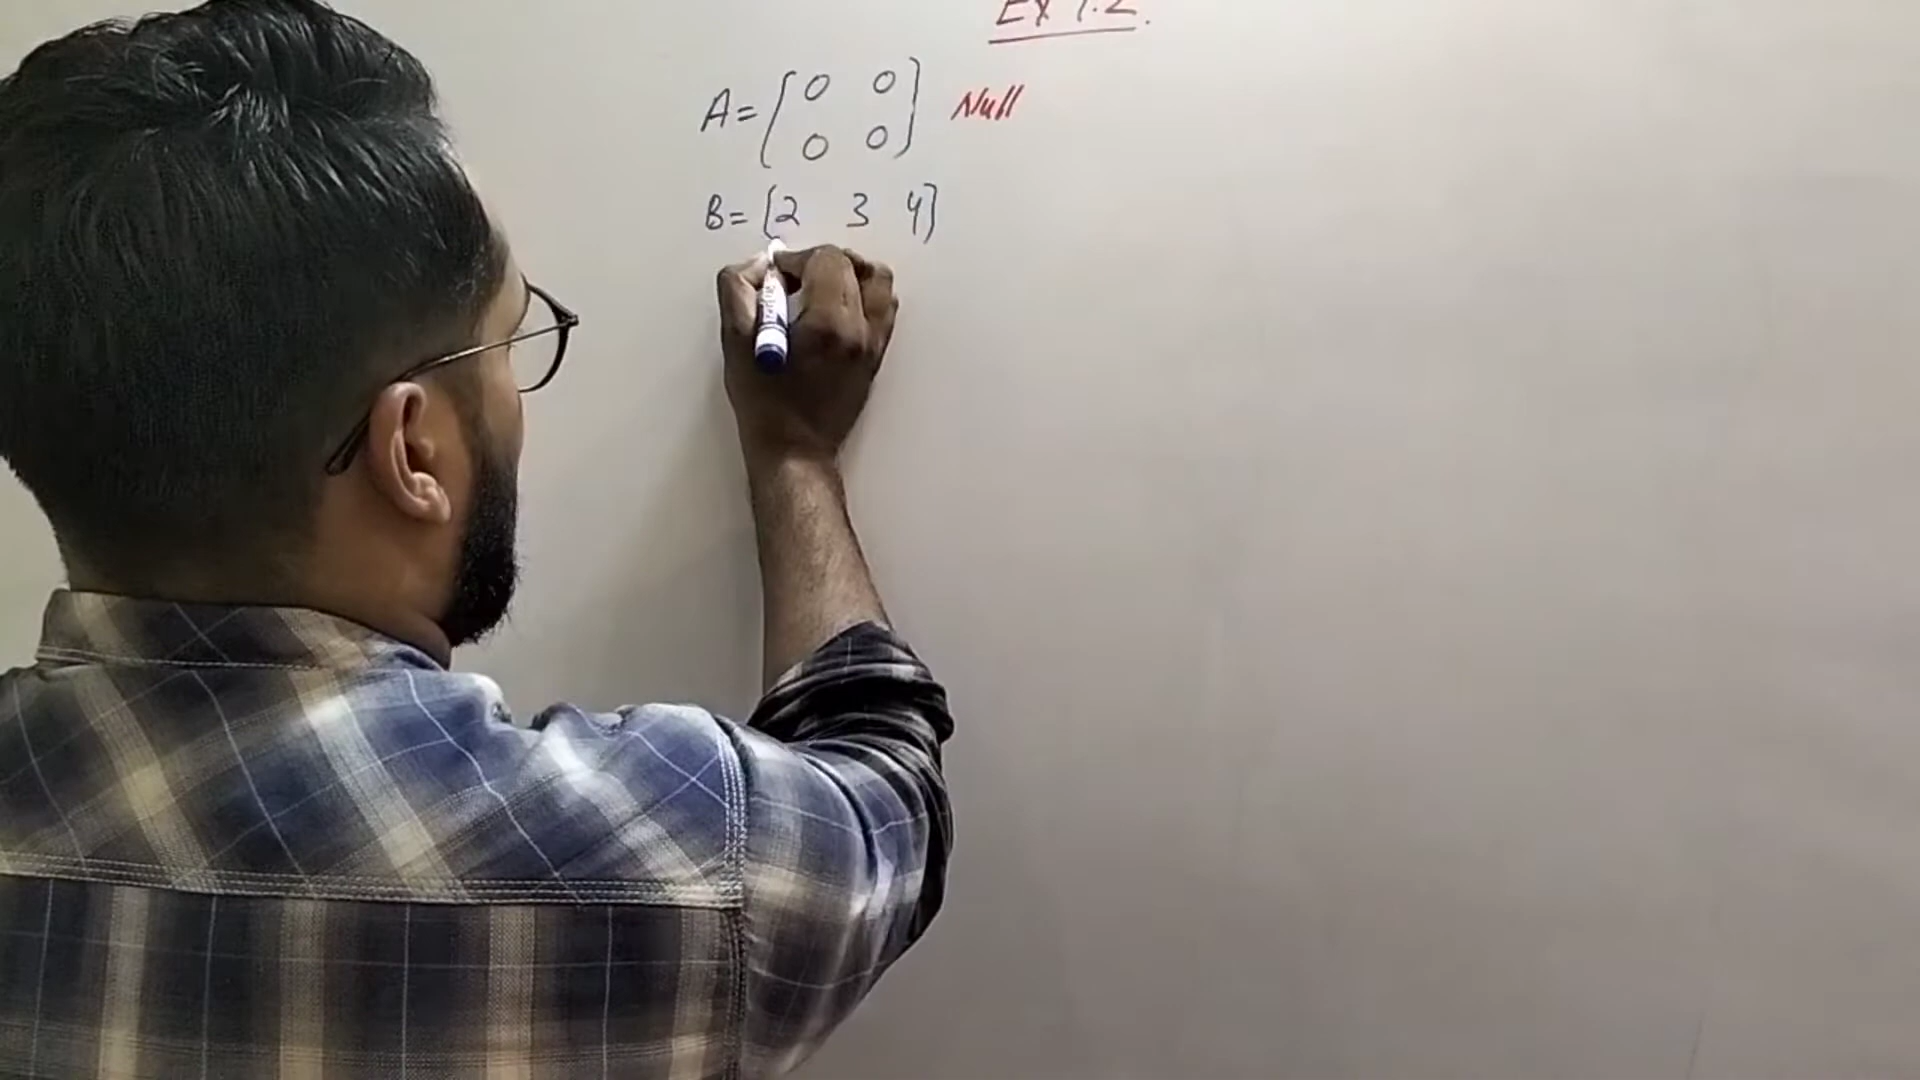 Ex 1.2.
A = [0 0
0 0] Null
B = [2 3 4]